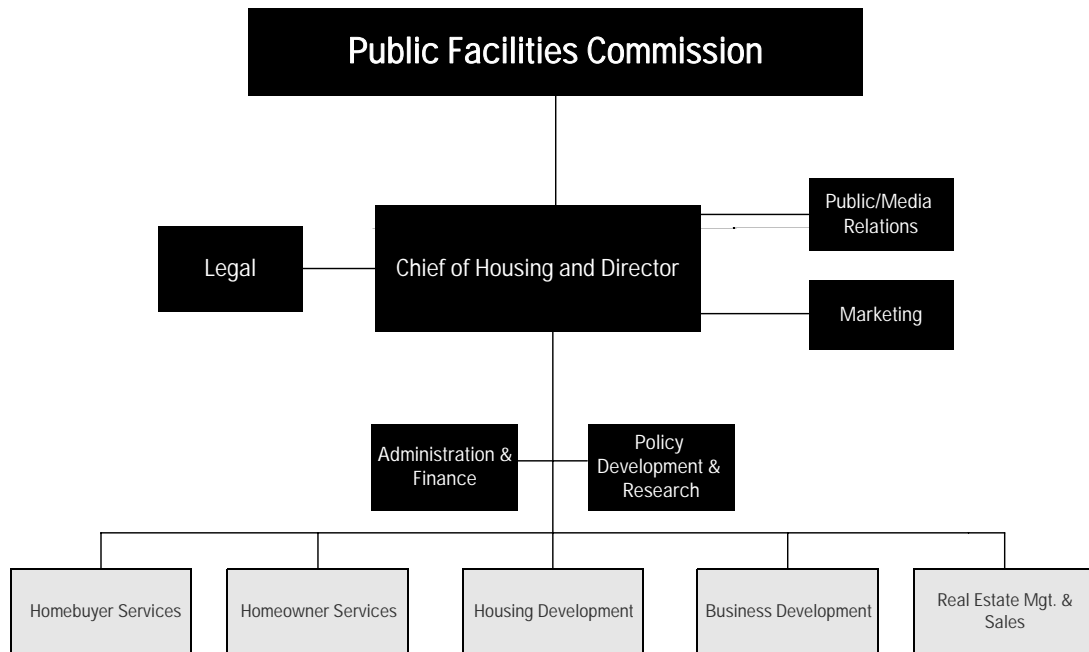 Public Facilities Commission
Public/Media
Relations
Legal
Chief of Housing and Director
Marketing
Administration &
Finance
Policy
Development &
Research
Homebuyer Services
Homeowner Services
Housing Development
Business Development
Real Estate Mgt. &
Sales